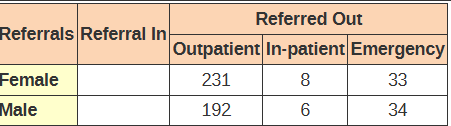 Referrals Referral In Referred Out
Outpatient In-patient Emergency
Female 231 8 33
Male 192 6 34